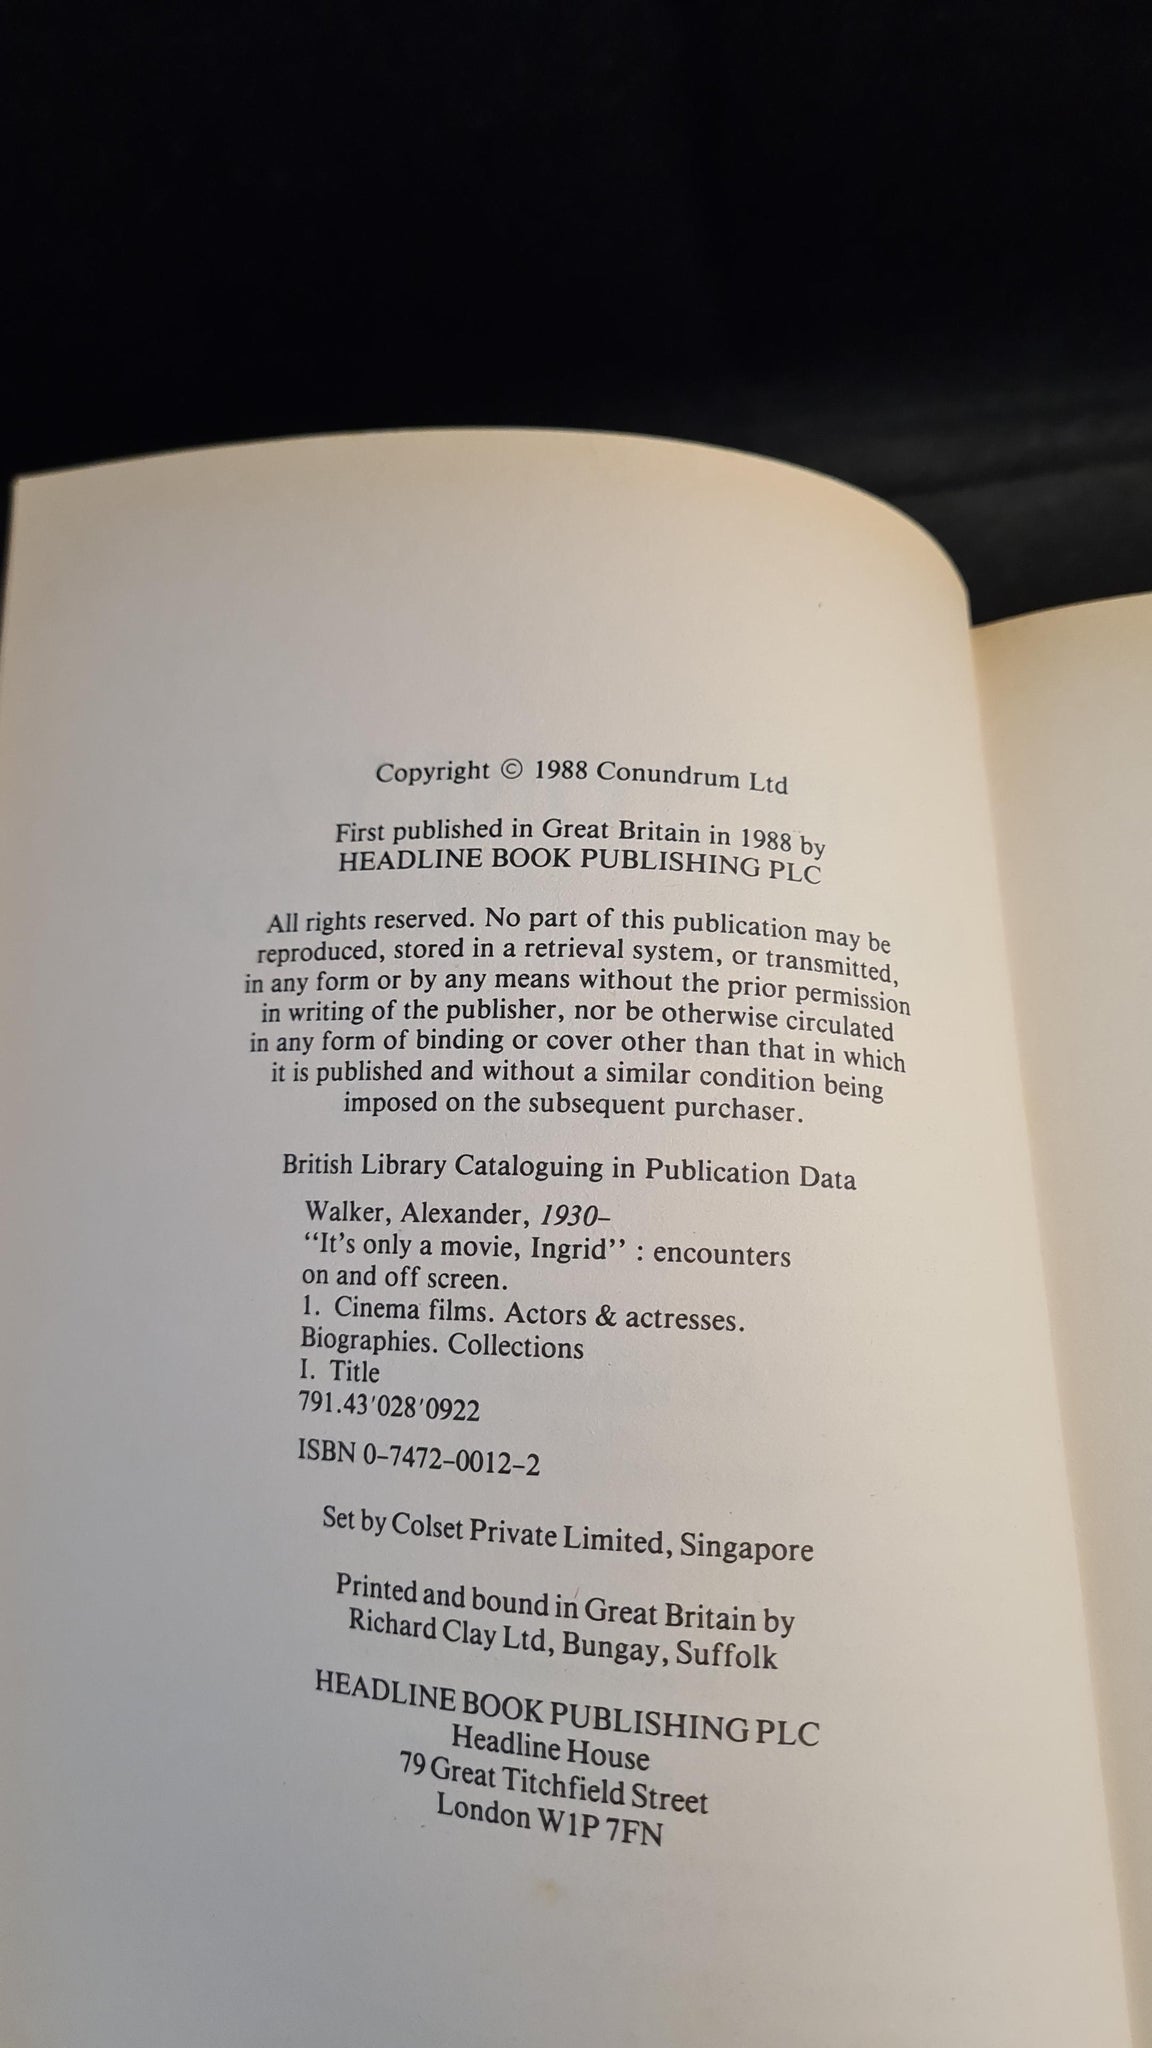 Copyright © 1988 Conundrum Ltd
First published in Great Britain in 1988 by
HEADLINE BOOK PUBLISHING PLC
All rights reserved. No part of this publication may be
reproduced, stored in a retrieval system, or transmitted,
in any form or by any means without the prior permission
in writing of the publisher, nor be otherwise circulated
in any form of binding or cover other than that in which
it is published and without a similar condition being
imposed on the subsequent purchaser.
British Library Cataloguing in Publication Data
Walker, Alexander, 1930–
“It's only a movie, Ingrid” : encounters
on and off screen.
1. Cinema films. Actors & actresses.
Biographies. Collections
I. Title
791.43′028′0922
ISBN 0–7472–0012–2
Set by Colset Private Limited, Singapore
Printed and bound in Great Britain by
Richard Clay Ltd, Bungay, Suffolk
HEADLINE BOOK PUBLISHING PLC
Headline House
79 Great Titchfield Street
London W1P 7FN